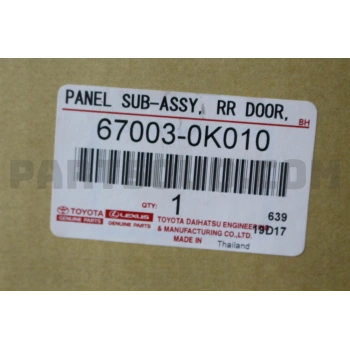 PANEL SUB-ASSY, RR DOOR,
BH
67003-0K010
QTY: 1
639
19D17
TOYOTA GENUINE PARTS
LEXUS GENUINE PARTS
TOYOTA DAIHATSU ENGINEERING
& MANUFACTURING CO.,LTD.
MADE IN Thailand